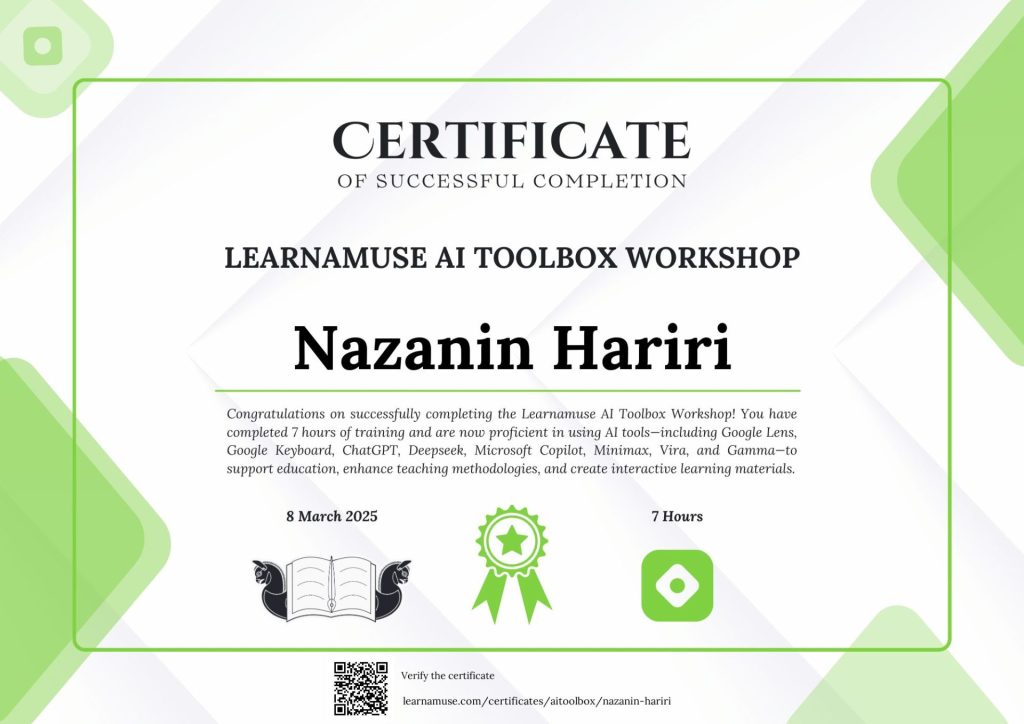 CERTIFICATE
OF SUCCESSFUL COMPLETION
LEARNAMUSE AI TOOLBOX WORKSHOP
Nazanin Hariri
Congratulations on successfully completing the Learnamuse AI Toolbox Workshop! You have
completed 7 hours of training and are now proficient in using AI tools—including Google Lens,
Google Keyboard, ChatGPT, Deepseek, Microsoft Copilot, Minimax, Vira, and Gamma—to
support education, enhance teaching methodologies, and create interactive learning materials.
8 March 2025
7 Hours
Verify the certificate
learnamuse.com/certificates/aitoolbox/nazanin-hariri